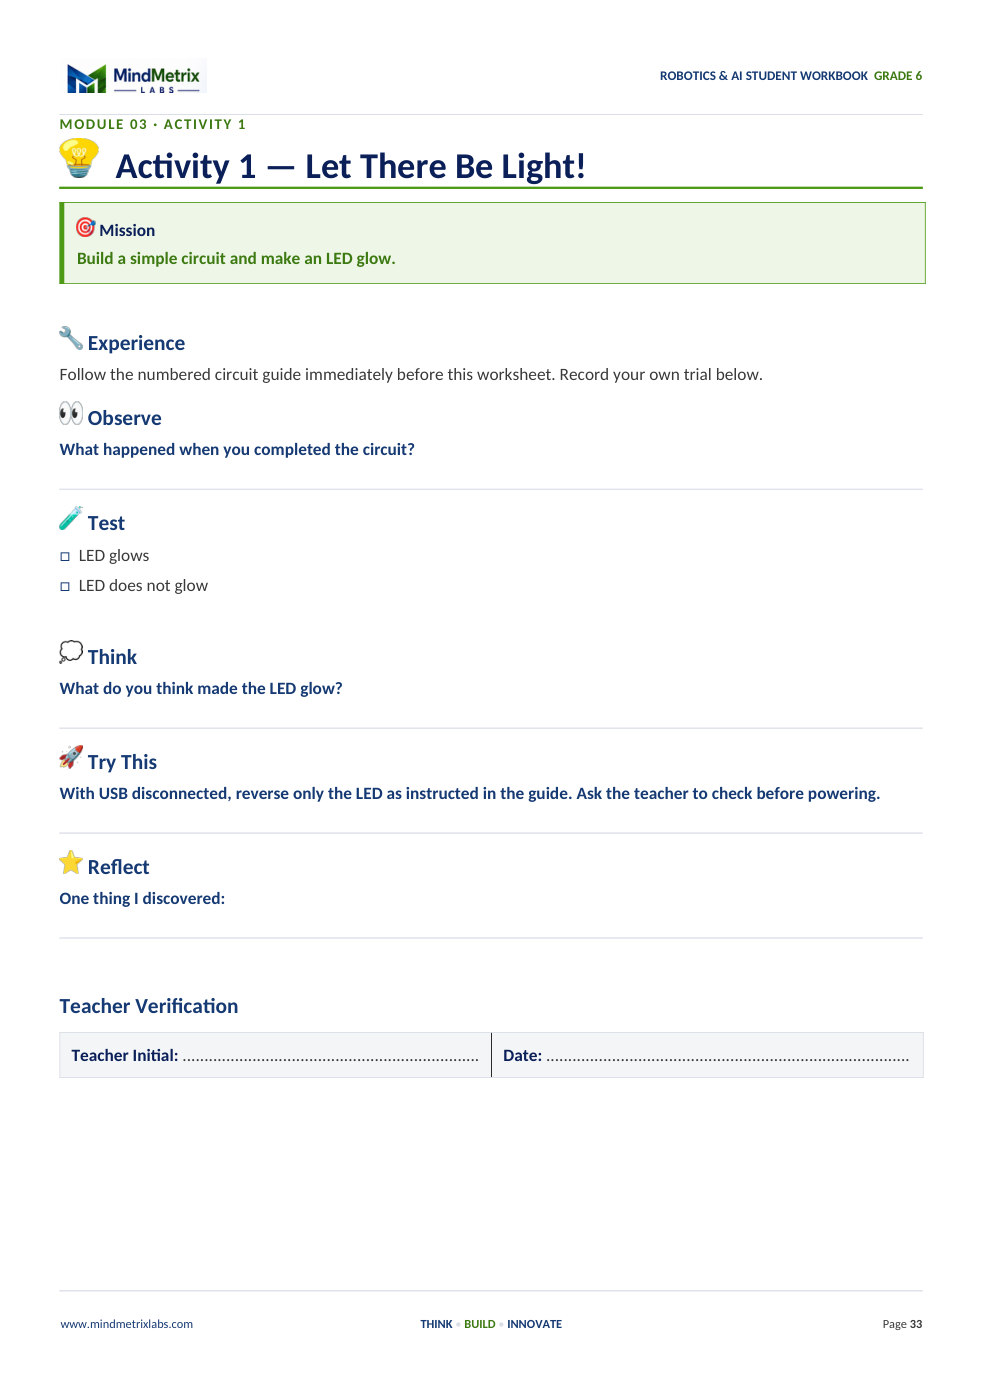 MindMetrix
LABS
ROBOTICS & AI STUDENT WORKBOOK GRADE 6
MODULE 03 · ACTIVITY 1
Activity 1 — Let There Be Light!
Mission
Build a simple circuit and make an LED glow.
Experience
Follow the numbered circuit guide immediately before this worksheet. Record your own trial below.
Observe
What happened when you completed the circuit?
Test
LED glows
LED does not glow
Think
What do you think made the LED glow?
Try This
With USB disconnected, reverse only the LED as instructed in the guide. Ask the teacher to check before powering.
Reflect
One thing I discovered:
Teacher Verification
Teacher Initial: .................................................................... Date: ...................................................................................
www.mindmetrixlabs.com THINK • BUILD • INNOVATE Page 33